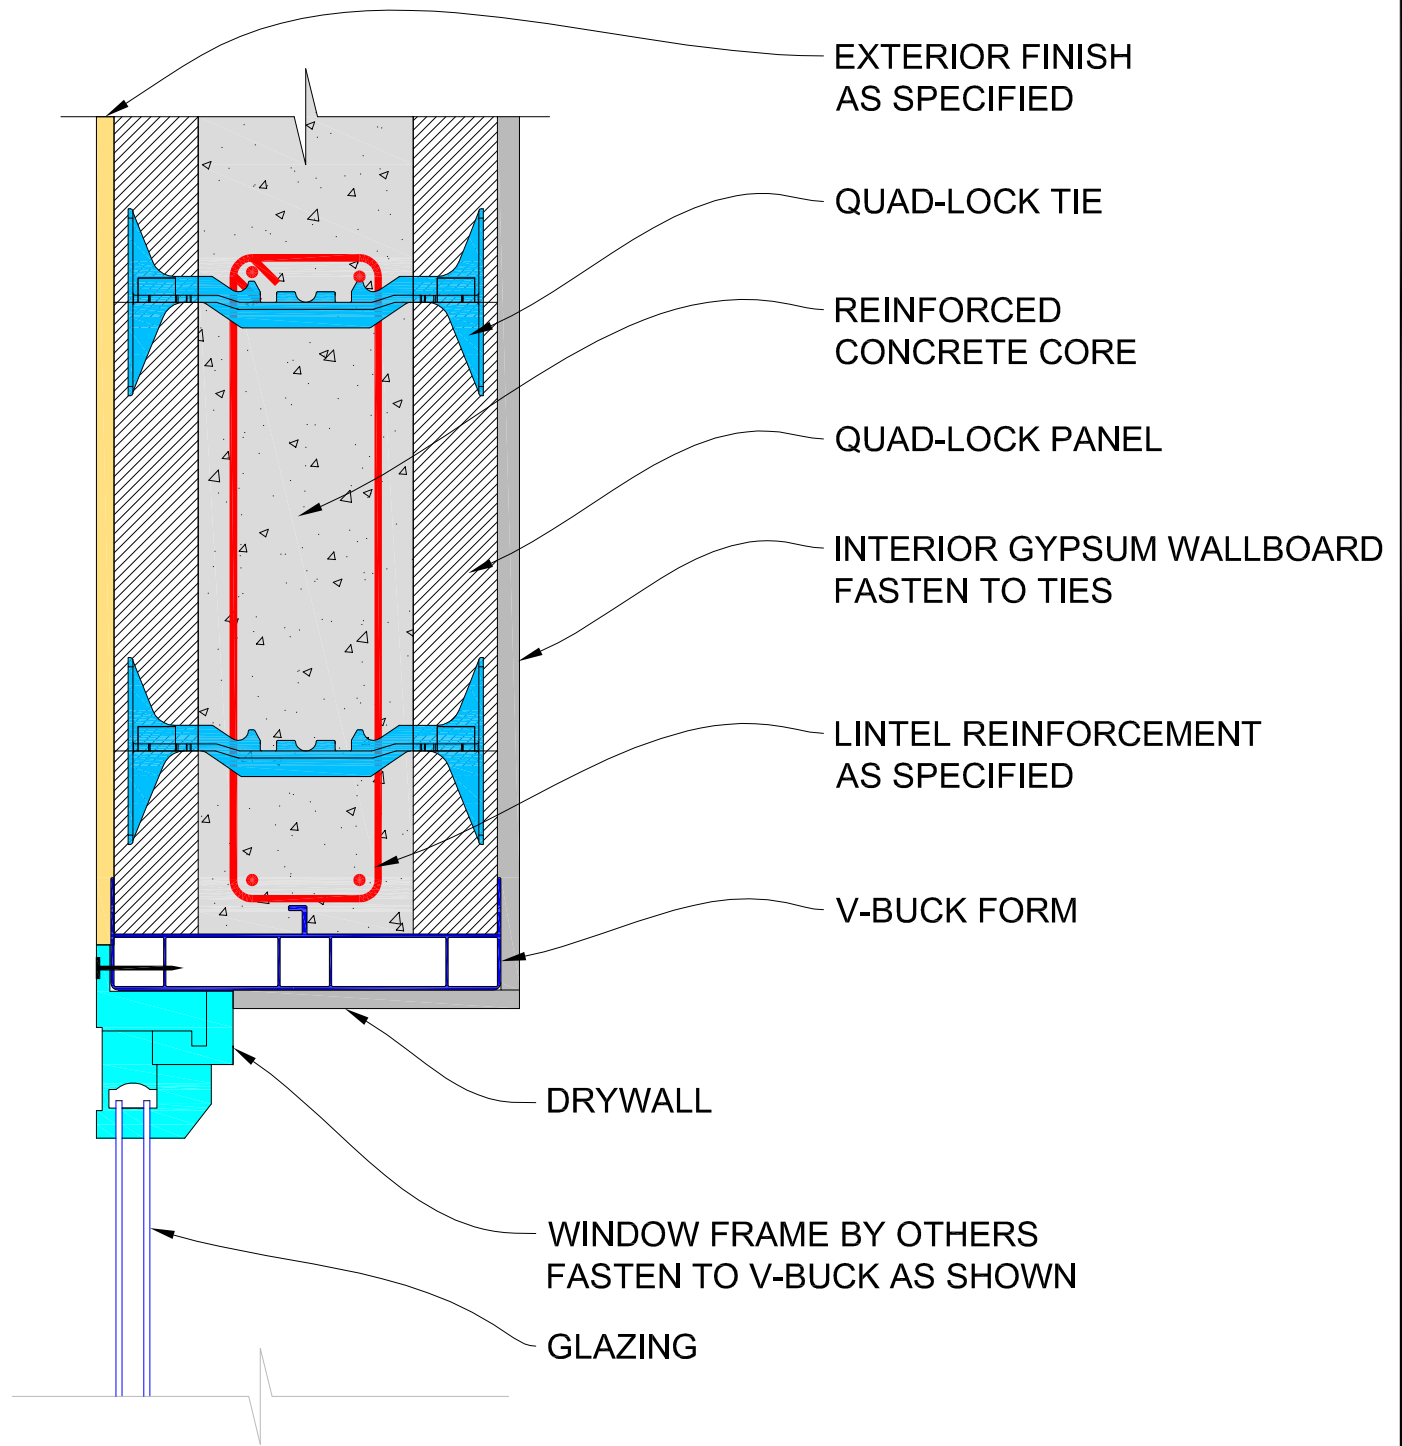 EXTERIOR FINISH
AS SPECIFIED
QUAD-LOCK TIE
REINFORCED
CONCRETE CORE
QUAD-LOCK PANEL
INTERIOR GYPSUM WALLBOARD
FASTEN TO TIES
LINTEL REINFORCEMENT
AS SPECIFIED
V-BUCK FORM
DRYWALL
WINDOW FRAME BY OTHERS
FASTEN TO V-BUCK AS SHOWN
GLAZING